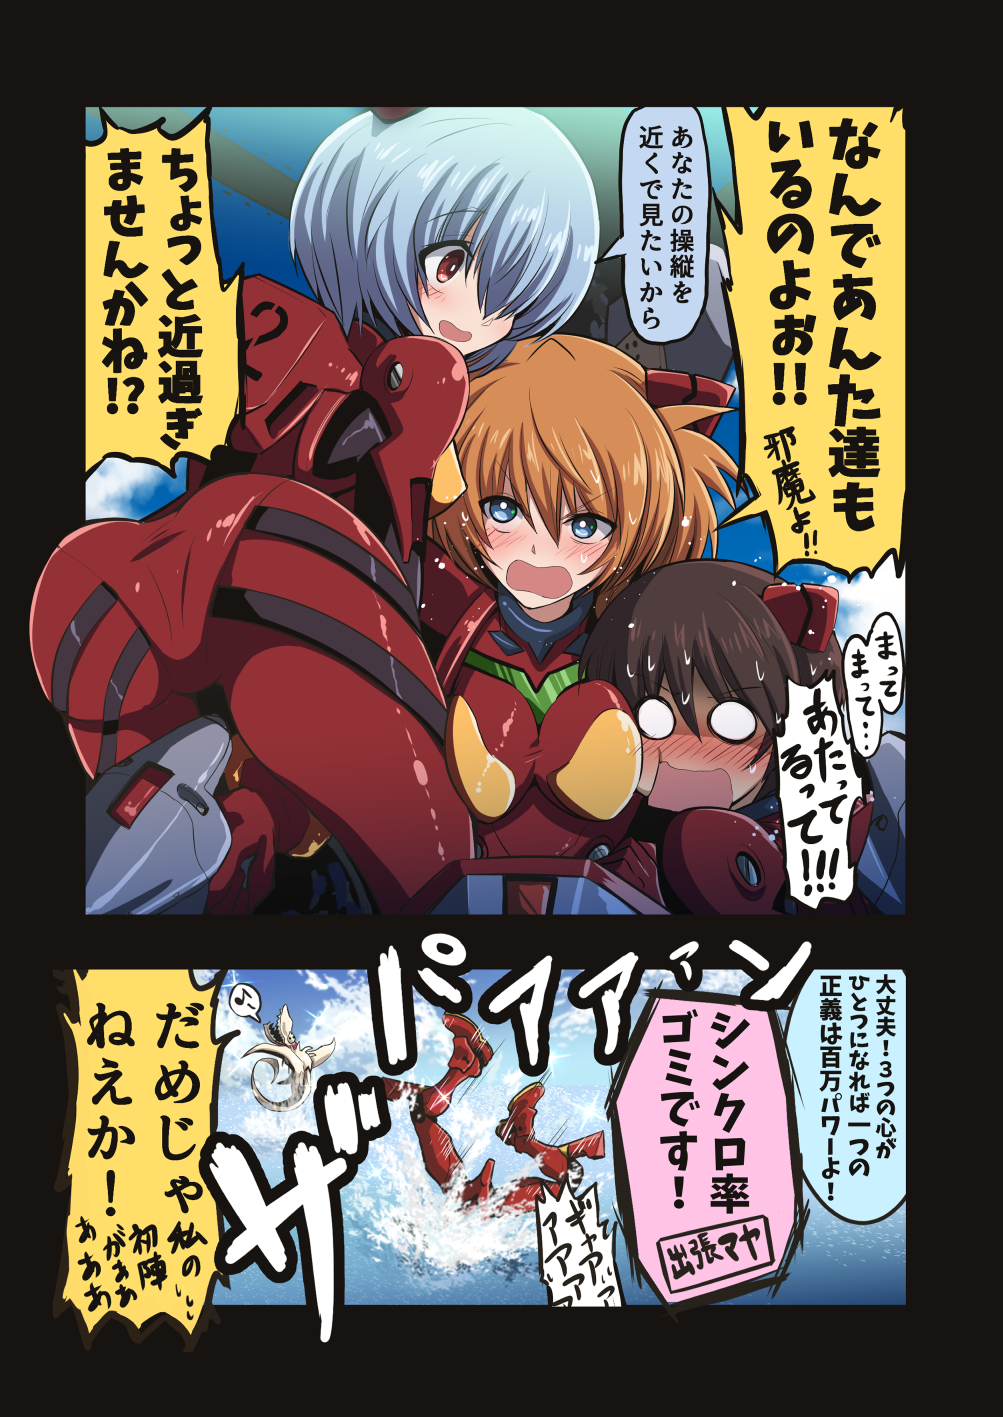 なんであんた達も
いるのよぉ!!
邪魔よ!!
あなたの操縦を
近くで見たいから
ちょっと近過ぎ
ませんかね!?
まって
まって…
あたって
るって!!!
大丈夫!3つの心が
ひとつになれば一つの
正義は百万パワーよ!
シンクロ率
ゴミです!
出張マヤ
パアアァン
ザ
♪
だめじゃ
ねえか!
私の
初陣
がぁぁ
ぁぁぁぁ